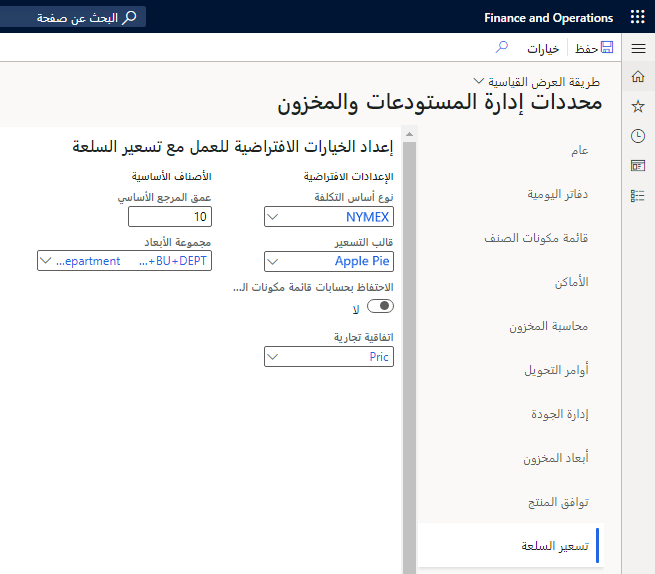 Finance and Operations
البحث عن صفحة
حفظ
خيارات
طريقة العرض القياسية
محددات إدارة المستودعات والمخزون
عام
دفاتر اليومية
قائمة مكونات الصنف
الأماكن
محاسبة المخزون
أوامر التحويل
إدارة الجودة
أبعاد المخزون
توافق المنتج
تسعير السلعة
إعداد الخيارات الافتراضية للعمل مع تسعير السلعة
الإعدادات الافتراضية
نوع أساس التكلفة
NYMEX
قالب التسعير
Apple Pie
الاحتفاظ بحسابات قائمة مكونات ال...
لا
اتفاقية تجارية
Pric
الأصناف الأساسية
عمق المرجع الأساسي
10
مجموعة الأبعاد
epartment... ...+BU+DEPT